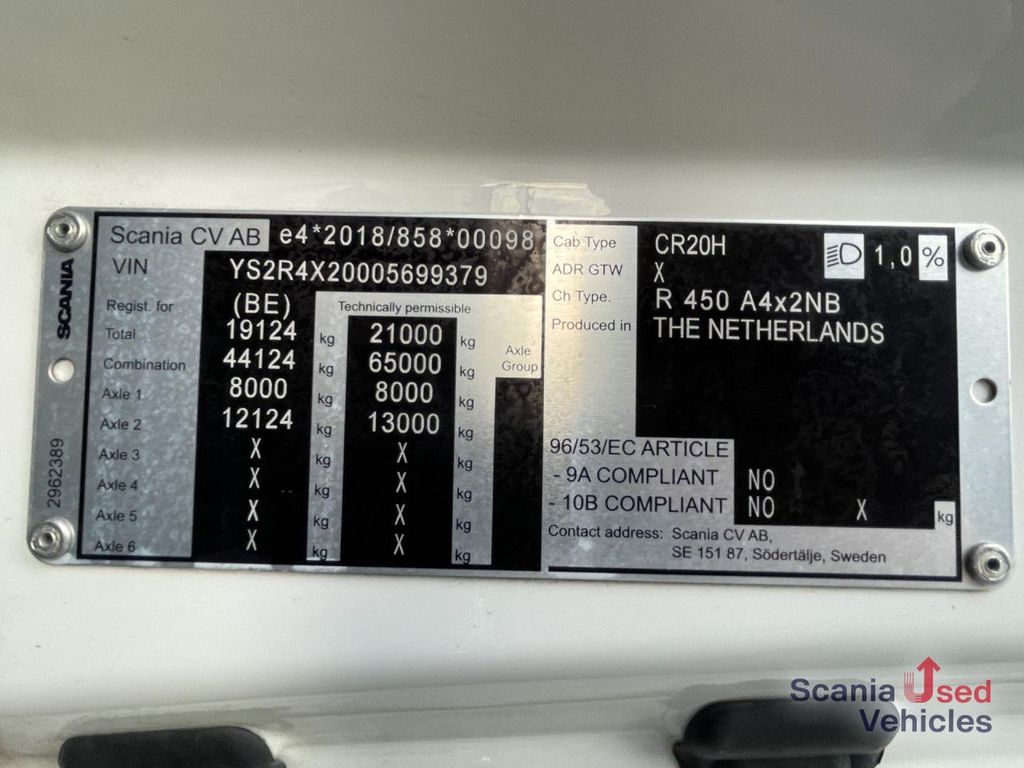 SCANIA
2962389
Scania CV AB e4*2018/858*00098
VIN YS2R4X20005699379
Regist. for (BE) Technically permissible
Total 19124 kg 21000 kg Axle Group
Combination 44124 kg 65000 kg
Axle 1 8000 kg 8000 kg
Axle 2 12124 kg 13000 kg
Axle 3 X kg X kg
Axle 4 X kg X kg
Axle 5 X kg X kg
Axle 6 X kg X kg
Cab Type CR20H 1,0 %
ADR GTW X
Ch Type. R 450 A4x2NB
Produced in THE NETHERLANDS
96/53/EC ARTICLE
- 9A COMPLIANT NO
- 10B COMPLIANT NO X kg
Contact address: Scania CV AB,
SE 151 87, Södertälje, Sweden
Scania Used
Vehicles